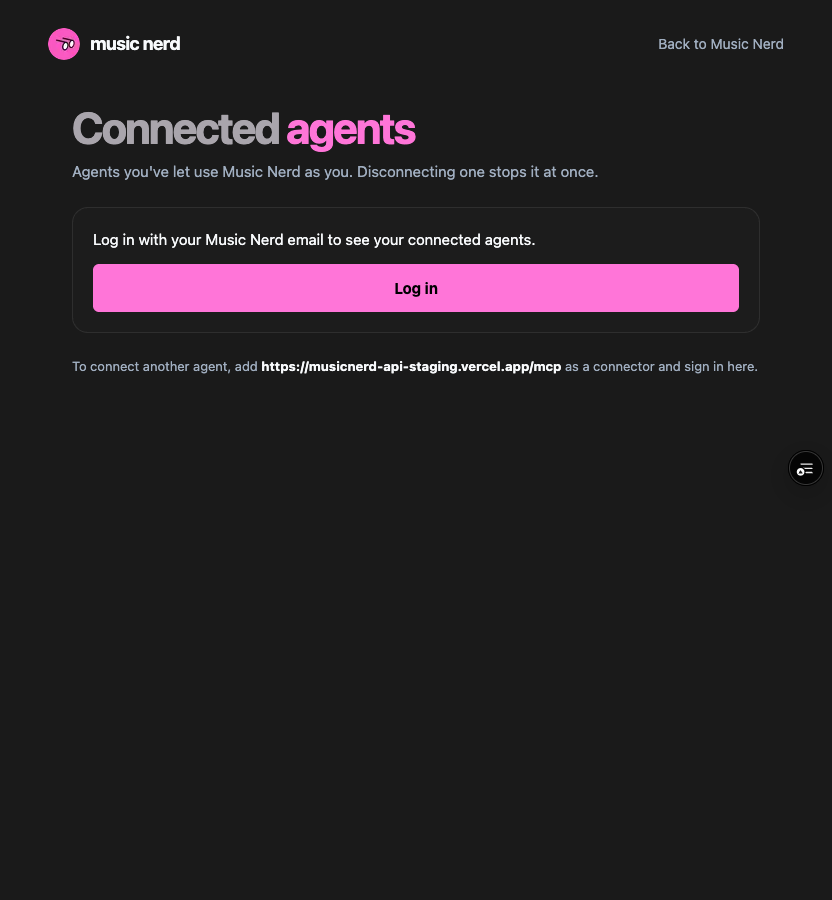 music nerd
Back to Music Nerd
Connected agents
Agents you've let use Music Nerd as you. Disconnecting one stops it at once.
Log in with your Music Nerd email to see your connected agents.
Log in
To connect another agent, add https://musicnerd-api-staging.vercel.app/mcp as a connector and sign in here.